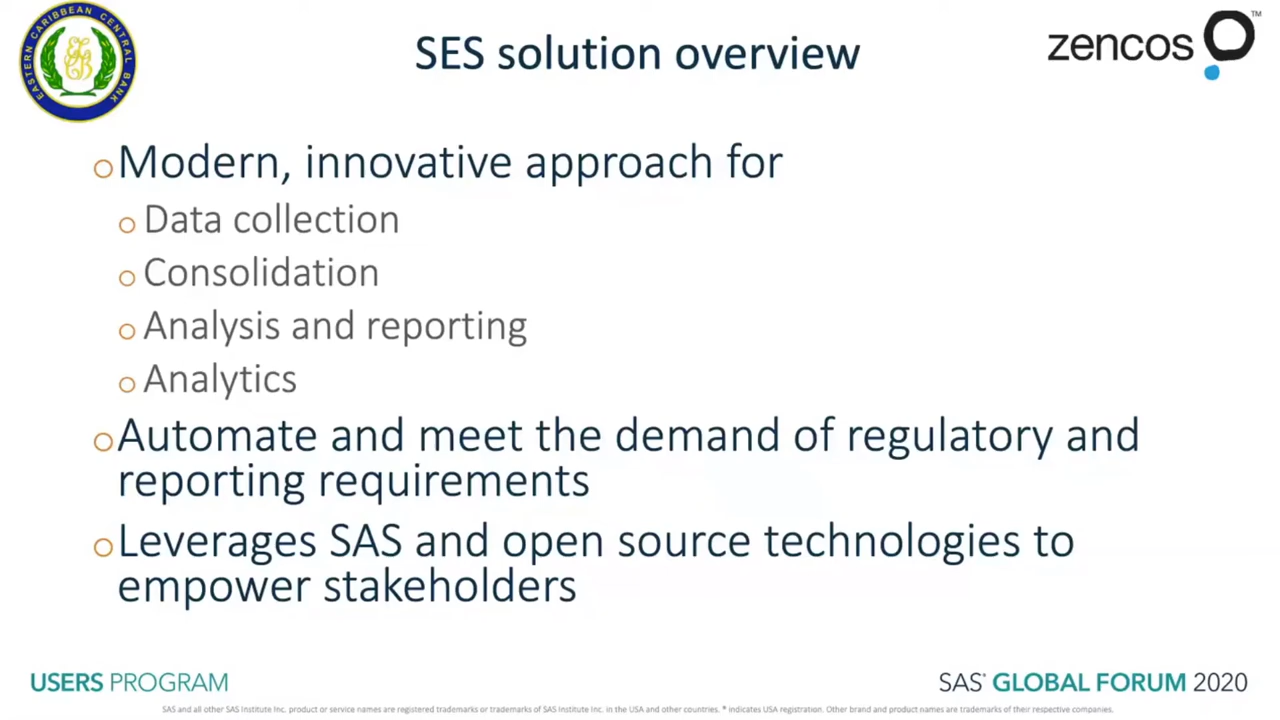 EASTERN CARIBBEAN CENTRAL BANK
SES solution overview
zencos
TM
Modern, innovative approach for
Data collection
Consolidation
Analysis and reporting
Analytics
Automate and meet the demand of regulatory and
reporting requirements
Leverages SAS and open source technologies to
empower stakeholders
USERS PROGRAM
SAS® GLOBAL FORUM 2020
SAS and all other SAS Institute Inc. product or service names are registered trademarks or trademarks of SAS Institute Inc. in the USA and other countries. ® indicates USA registration. Other brand and product names are trademarks of their respective companies.